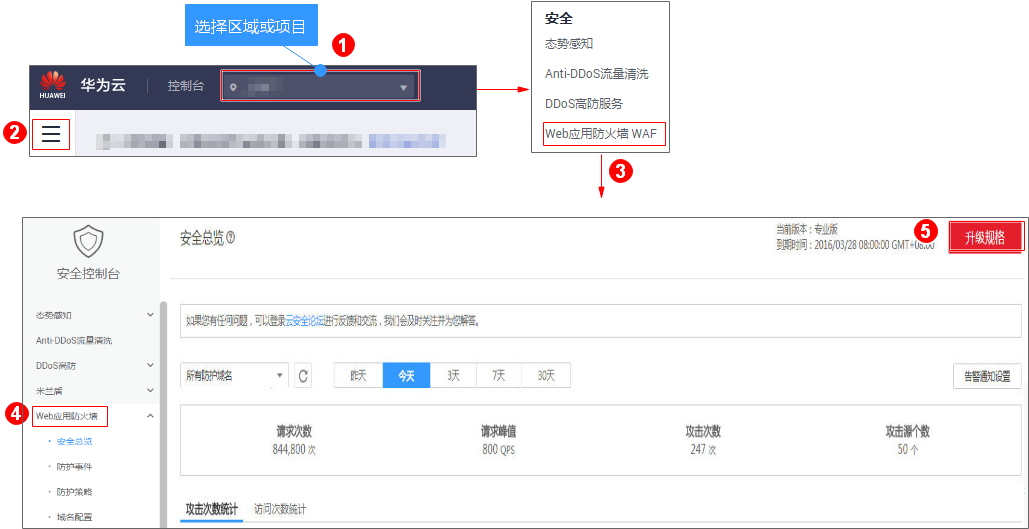 选择区域或项目
1
HUAWEI
华为云
控制台
2
安全
态势感知
Anti-DDoS流量清洗
DDoS高防服务
Web应用防火墙 WAF
3
安全控制台
态势感知
Anti-DDoS流量清洗
DDoS高防
米兰盾
4
Web应用防火墙
安全总览
防护事件
防护策略
域名配置
安全总览
当前版本：专业版
到期时间：2016/03/28 08:00:00 GMT+08:00
5
升级规格
如果您有任何问题，可以登录云安全论坛进行反馈和交流，我们会及时关注并为您解答。
所有防护域名
昨天 今天 3天 7天 30天
告警通知设置
请求次数 请求峰值 攻击次数 攻击源个数
844,800 次 800 QPS 247 次 50 个
攻击次数统计 访问次数统计